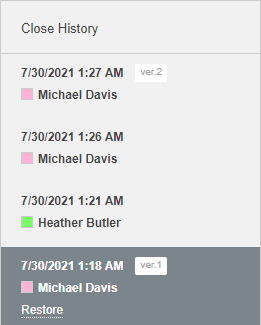 Close History
7/30/2021 1:27 AM ver.2
Michael Davis
7/30/2021 1:26 AM
Michael Davis
7/30/2021 1:21 AM
Heather Butler
7/30/2021 1:18 AM ver.1
Michael Davis
Restore